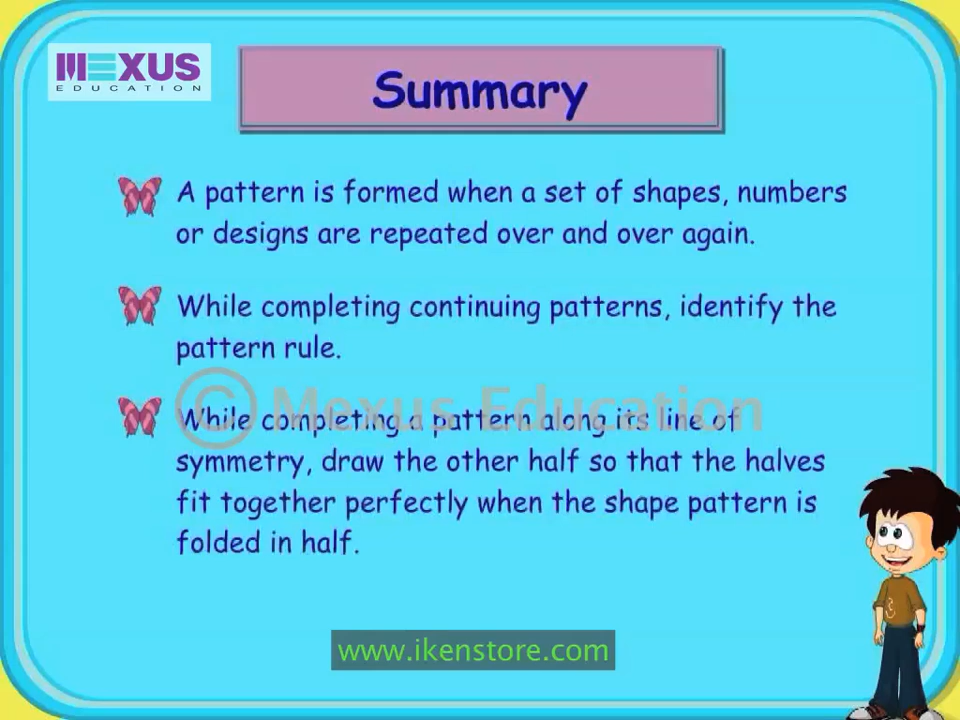 MEXUS
EDUCATION
Summary
A pattern is formed when a set of shapes, numbers
or designs are repeated over and over again.
While completing continuing patterns, identify the
pattern rule.
© Mexus Education
While completing a pattern along its line of
symmetry, draw the other half so that the halves
fit together perfectly when the shape pattern is
folded in half.
www.ikenstore.com